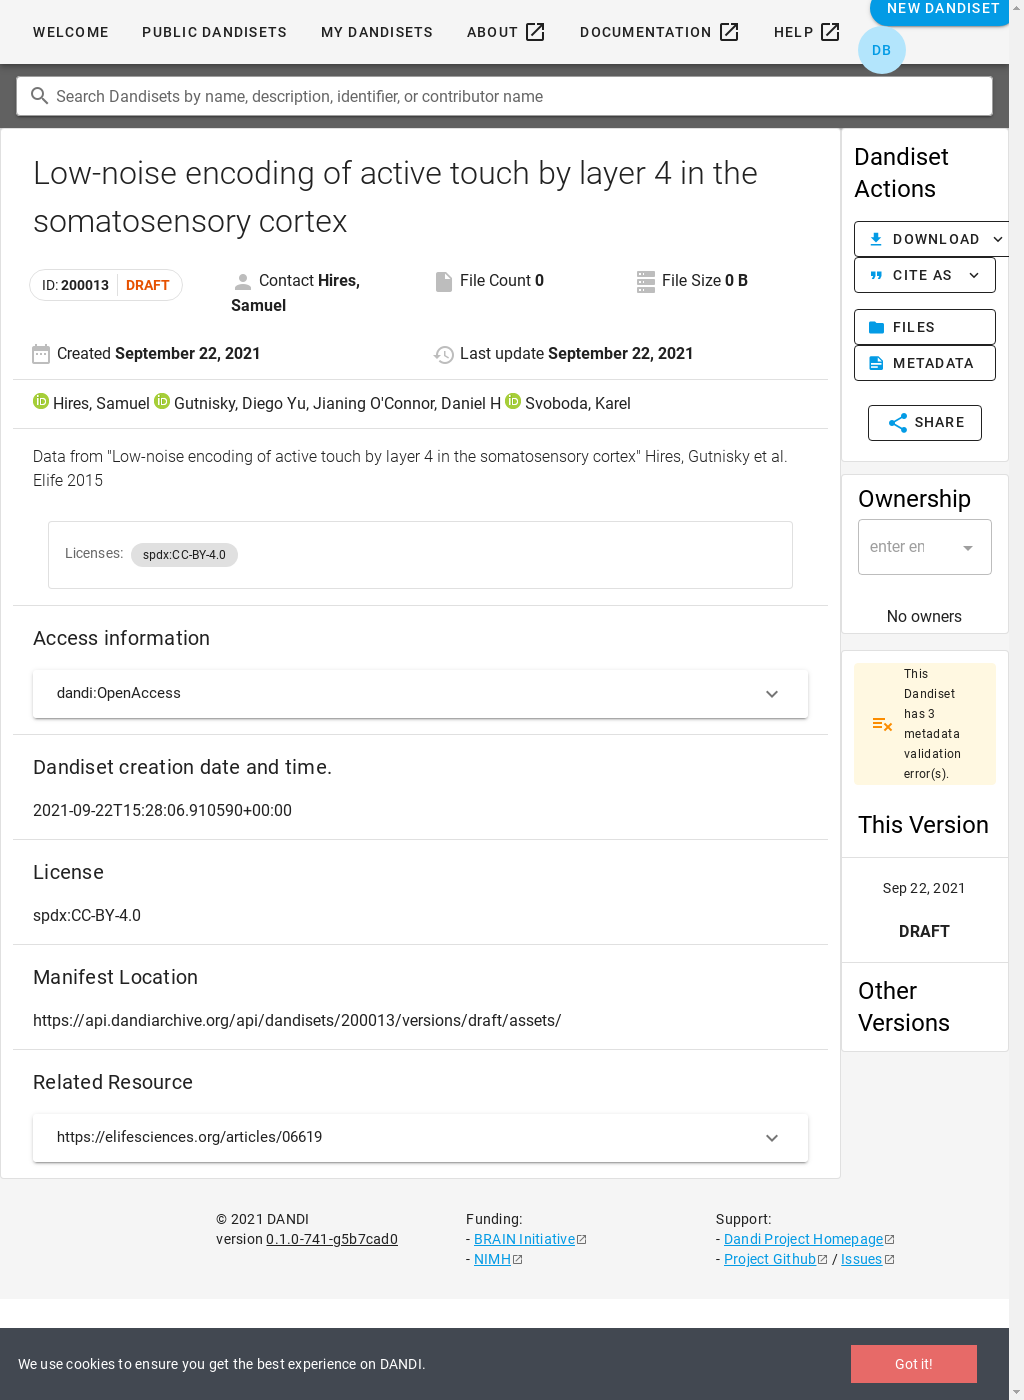 WELCOME PUBLIC DANDISETS MY DANDISETS ABOUT DOCUMENTATION HELP NEW DANDISET
DB
Search Dandisets by name, description, identifier, or contributor name
Low-noise encoding of active touch by layer 4 in the
somatosensory cortex
ID: 200013 DRAFT
Contact Hires,
Samuel
File Count 0
File Size 0 B
Created September 22, 2021
Last update September 22, 2021
Hires, Samuel Gutnisky, Diego Yu, Jianing O'Connor, Daniel H Svoboda, Karel
Data from "Low-noise encoding of active touch by layer 4 in the somatosensory cortex" Hires, Gutnisky et al.
Elife 2015
Licenses: spdx:CC-BY-4.0
Access information
dandi:OpenAccess
Dandiset creation date and time.
2021-09-22T15:28:06.910590+00:00
License
spdx:CC-BY-4.0
Manifest Location
https://api.dandiarchive.org/api/dandisets/200013/versions/draft/assets/
Related Resource
https://elifesciences.org/articles/06619
Dandiset
Actions
DOWNLOAD
CITE AS
FILES
METADATA
SHARE
Ownership
enter en
No owners
This
Dandiset
has 3
metadata
validation
error(s).
This Version
Sep 22, 2021
DRAFT
Other
Versions
© 2021 DANDI
version 0.1.0-741-g5b7cad0
Funding:
- BRAIN Initiative
- NIMH
Support:
- Dandi Project Homepage
- Project Github / Issues
We use cookies to ensure you get the best experience on DANDI.
Got it!